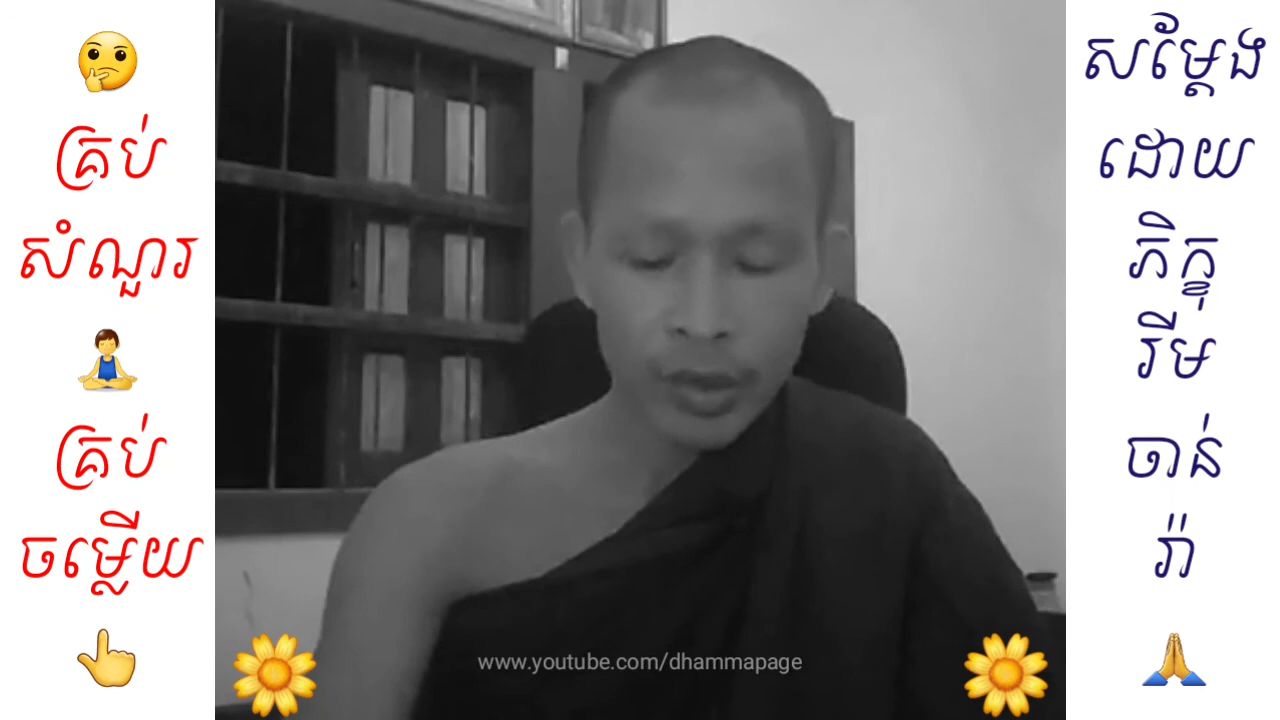 គ្រប់
សំណួរ
គ្រប់
ចម្លើយ
សម្ដែង
ដោយ
ភិក្ខុ
រីម
ចាន់
រ៉ា
www.youtube.com/dhammapage